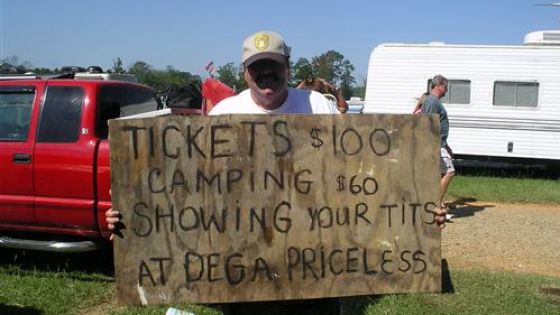 TICKETS $100
CAMPING $60
SHOWING YOUR TITS
AT DEGA PRICELESS